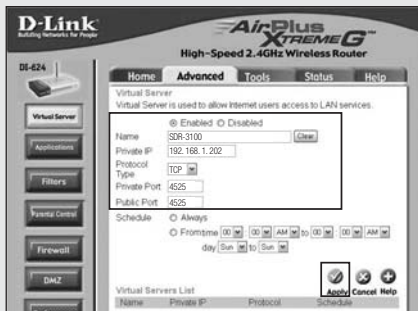 D-Link
Building Networks for People
AirPlus
XTREME G
High-Speed 2.4GHz Wireless Router
DI-624
Home Advanced Tools Status Help
Virtual Server
Virtual Server is used to allow Internet users access to LAN services.
Enabled Disabled
Name SDR-3100 Clear
Private IP 192.168.1.202
Protocol
Type TCP
Private Port 4525
Public Port 4525
Schedule Always
From time 00 : 00 AM to 00 : 00 AM
day Sun to Sun
Apply Cancel Help
Virtual Servers List
Name Private IP Protocol Schedule
Virtual Server
Applications
Filters
Parental Control
Firewall
DMZ